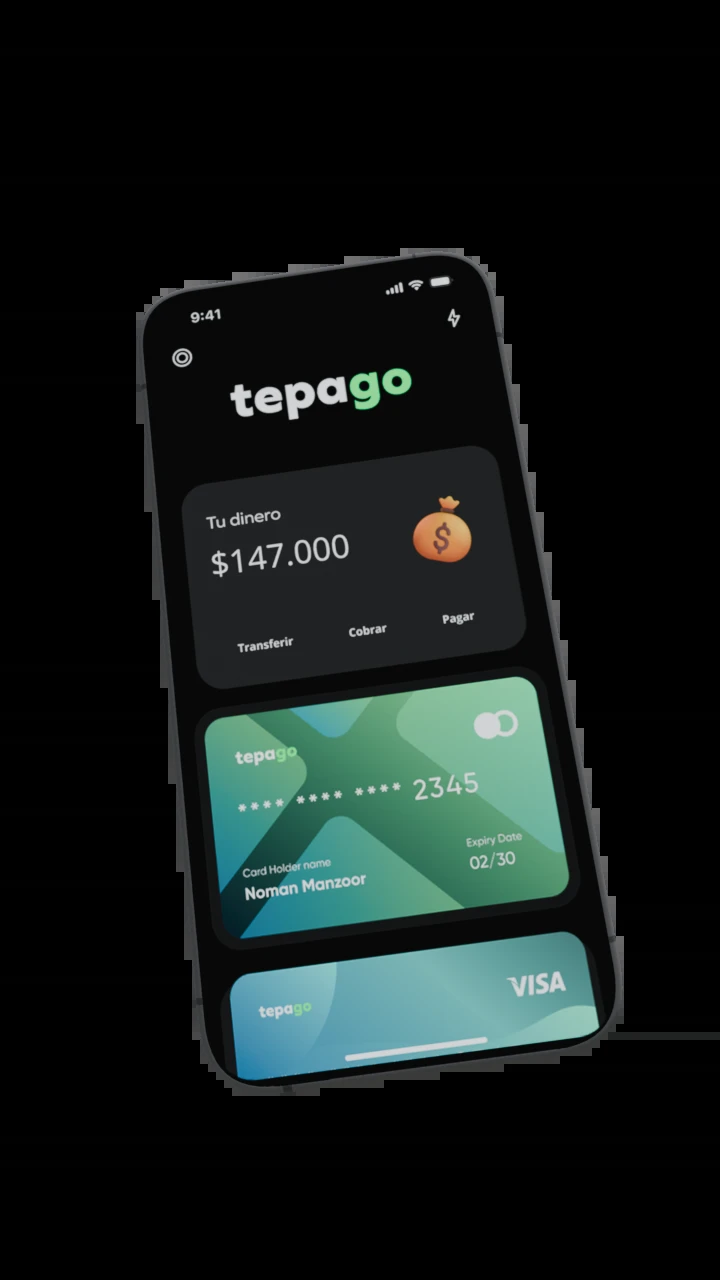 9:41
tepago
Tu dinero
$147.000
$
Transferir Cobrar Pagar
tepago
**** **** **** 2345
Card Holder name
Noman Manzoor
Expiry Date
02/30
tepago
VISA